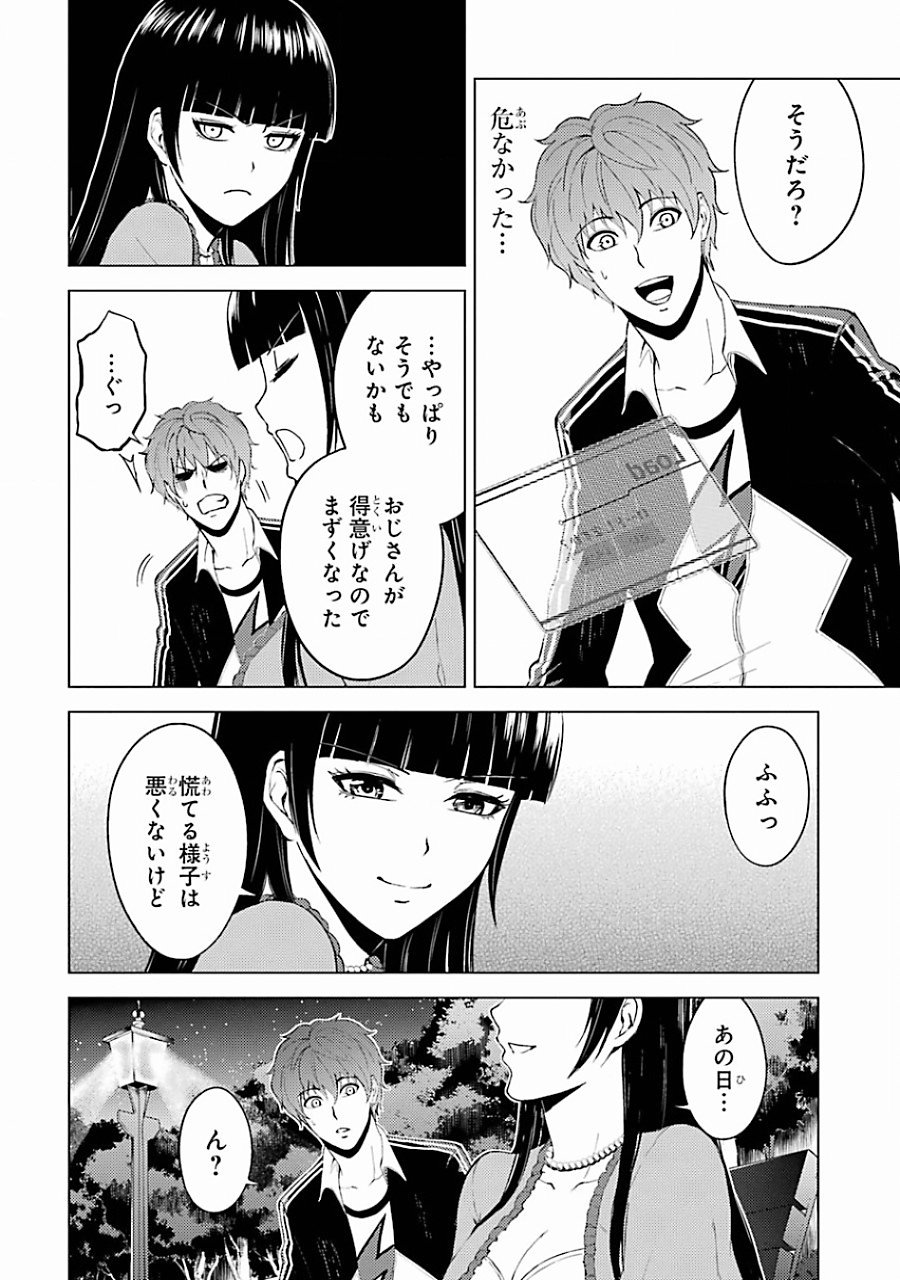 そうだろ？
危なかった…
…やっぱり
そうでも
ないかも
おじさんが
得意げなので
まずくなった
…ぐっ
ふふっ
慌てる様子は
悪くないけど
あの日…
ん？